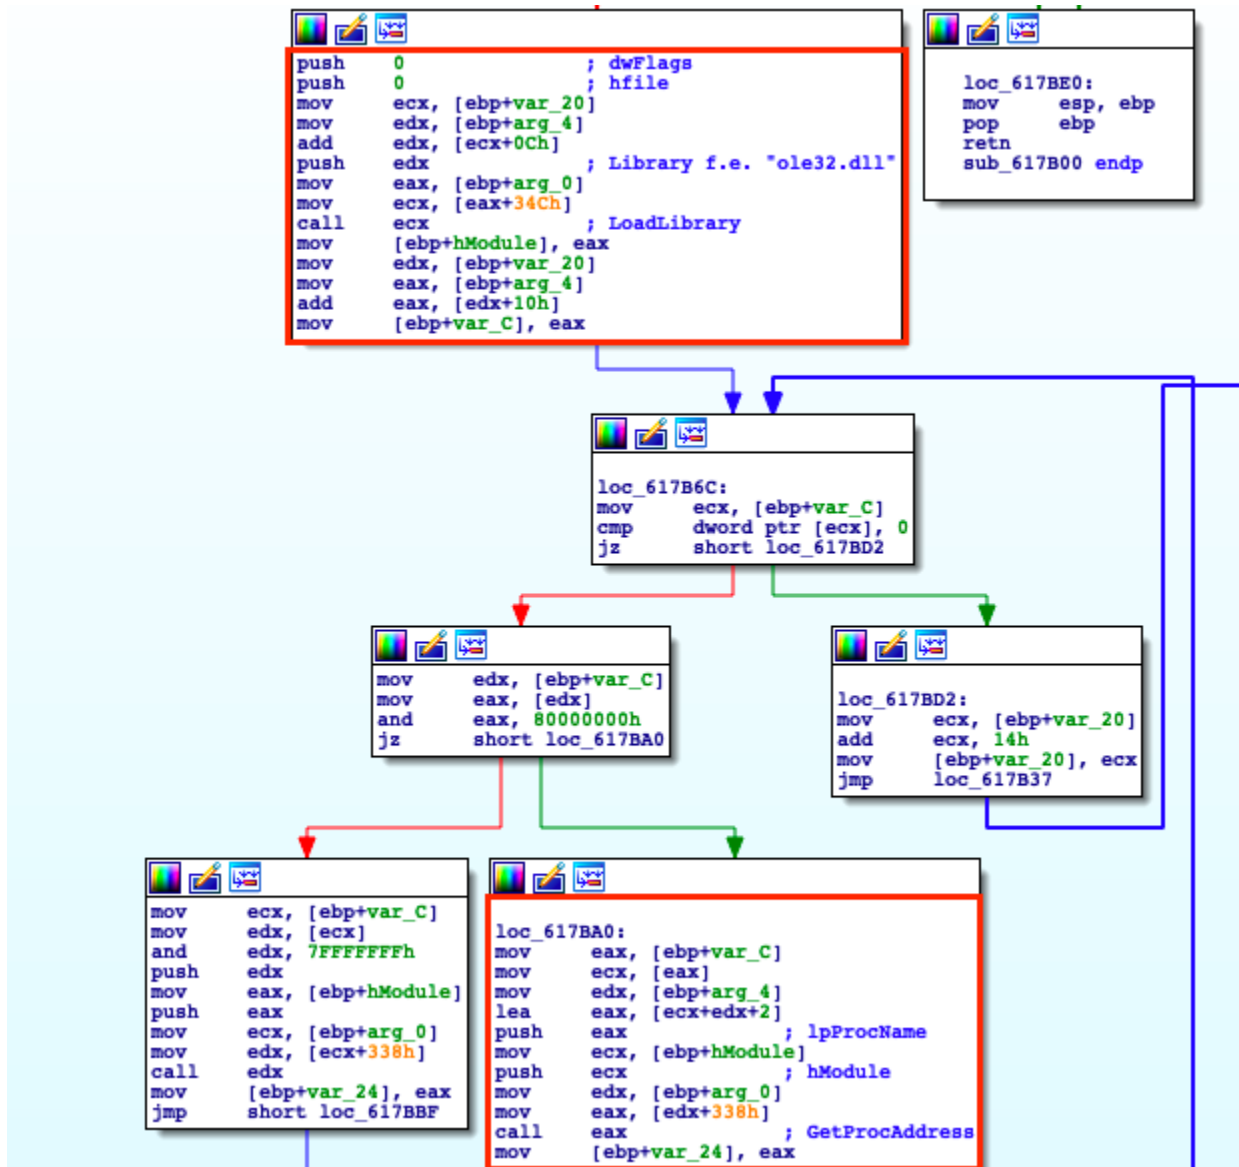 push 0 ; dwFlags
push 0 ; hfile
mov ecx, [ebp+var_20]
mov edx, [ebp+arg_4]
add edx, [ecx+0Ch]
push edx ; Library f.e. "ole32.dll"
mov eax, [ebp+arg_0]
mov ecx, [eax+34Ch]
call ecx ; LoadLibrary
mov [ebp+hModule], eax
mov edx, [ebp+var_20]
mov eax, [ebp+arg_4]
add eax, [edx+10h]
mov [ebp+var_C], eax
loc_617BE0:
mov esp, ebp
pop ebp
retn
sub_617B00 endp
loc_617B6C:
mov ecx, [ebp+var_C]
cmp dword ptr [ecx], 0
jz short loc_617BD2
mov edx, [ebp+var_C]
mov eax, [edx]
and eax, 80000000h
jz short loc_617BA0
loc_617BD2:
mov ecx, [ebp+var_20]
add ecx, 14h
mov [ebp+var_20], ecx
jmp loc_617B37
mov ecx, [ebp+var_C]
mov edx, [ecx]
and edx, 7FFFFFFFh
push edx
mov eax, [ebp+hModule]
push eax
mov ecx, [ebp+arg_0]
mov edx, [ecx+338h]
call edx
mov [ebp+var_24], eax
jmp short loc_617BBF
loc_617BA0:
mov eax, [ebp+var_C]
mov ecx, [eax]
mov edx, [ebp+arg_4]
lea eax, [ecx+edx+2]
push eax ; lpProcName
mov ecx, [ebp+hModule]
push ecx ; hModule
mov edx, [ebp+arg_0]
mov eax, [edx+338h]
call eax ; GetProcAddress
mov [ebp+var_24], eax